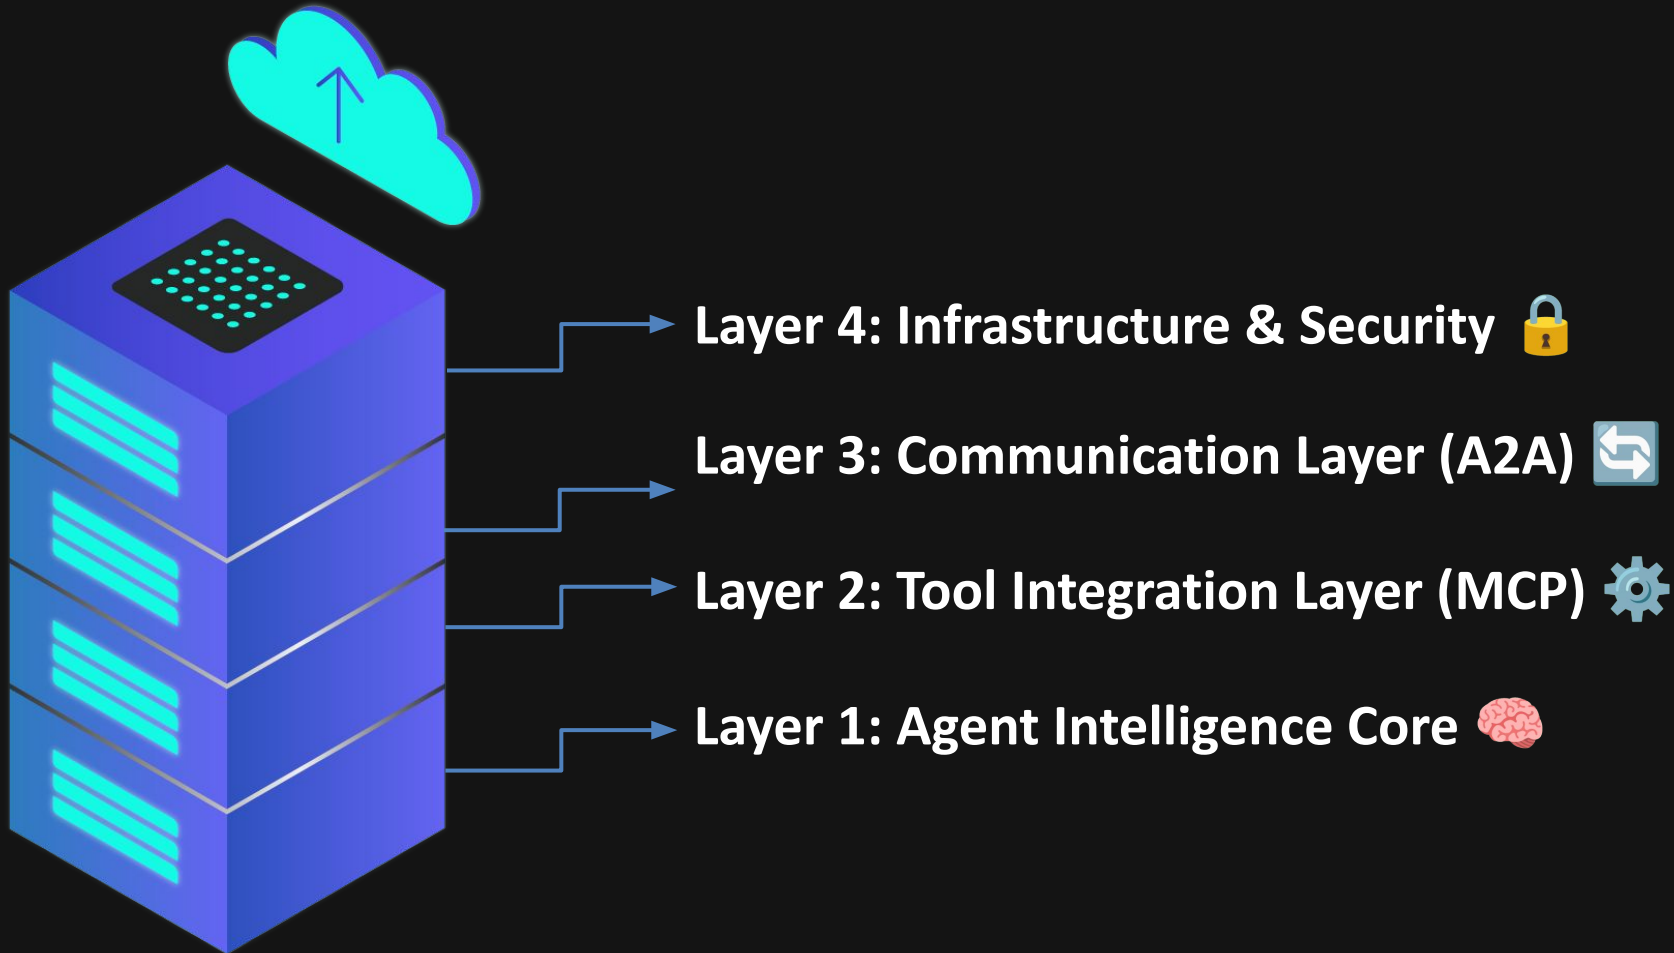 Layer 4: Infrastructure & Security 🔒
Layer 3: Communication Layer (A2A) 🔄
Layer 2: Tool Integration Layer (MCP) ⚙️
Layer 1: Agent Intelligence Core 🧠